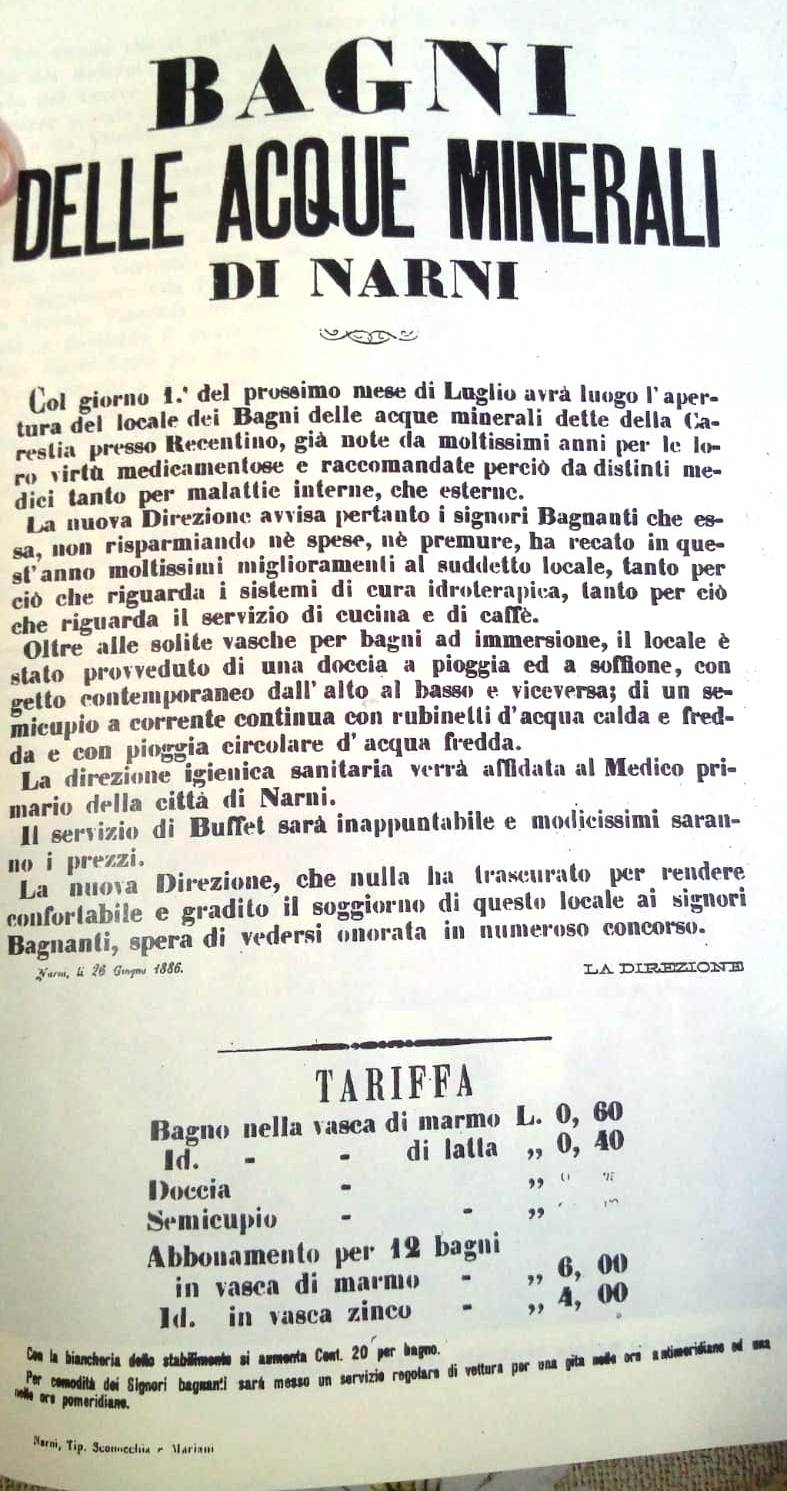 BAGNI
DELLE ACQUE MINERALI
DI NARNI
Col giorno 1.° del prossimo mese di Luglio avrà luogo l'aper-
tura del locale dei Bagni delle acque minerali dette della Ca-
restia presso Recentino, già note da moltissimi anni per le lo-
ro virtù medicamentose e raccomandate perciò da distinti me-
dici tanto per malattie interne, che esterne.
La nuova Direzione avvisa pertanto i signori Bagnanti che es-
sa, non risparmiando nè spese, nè premure, ha recato in que-
st'anno moltissimi miglioramenti al suddetto locale, tanto per
ciò che riguarda i sistemi di cura idroterapica, tanto per ciò
che riguarda il servizio di cucina e di caffè.
Oltre alle solite vasche per bagni ad immersione, il locale è
stato provveduto di una doccia a pioggia ed a soffione, con
getto contemporaneo dall'alto al basso e viceversa; di un se-
micupio a corrente continua con rubinetti d'acqua calda e fred-
da e con pioggia circolare d'acqua fredda.
La direzione igienica sanitaria verrà affidata al Medico pri-
mario della città di Narni.
Il servizio di Buffet sarà inappuntabile e modicissimi saran-
no i prezzi.
La nuova Direzione, che nulla ha trascurato per rendere
confortabile e gradito il soggiorno di questo locale ai signori
Bagnanti, spera di vedersi onorata in numeroso concorso.
Narni, li 26 Giugno 1886. LA DIREZIONE
TARIFFA
Bagno nella vasca di marmo L. 0, 60
Id. - - di latta „ 0, 40
Doccia - „
Semicupio - - „
Abbonamento per 12 bagni
in vasca di marmo - „ 6, 00
Id. in vasca zinco - „ 4, 00
Con la biancheria dello stabilimento si aumenta Cent. 20 per bagno.
Per comodità dei Signori bagnanti sarà messo un servizio regolare di vettura per una gita nelle ore antimeridiane ed una
nelle ore pomeridiane.
Narni, Tip. Sconocchia e Mariani